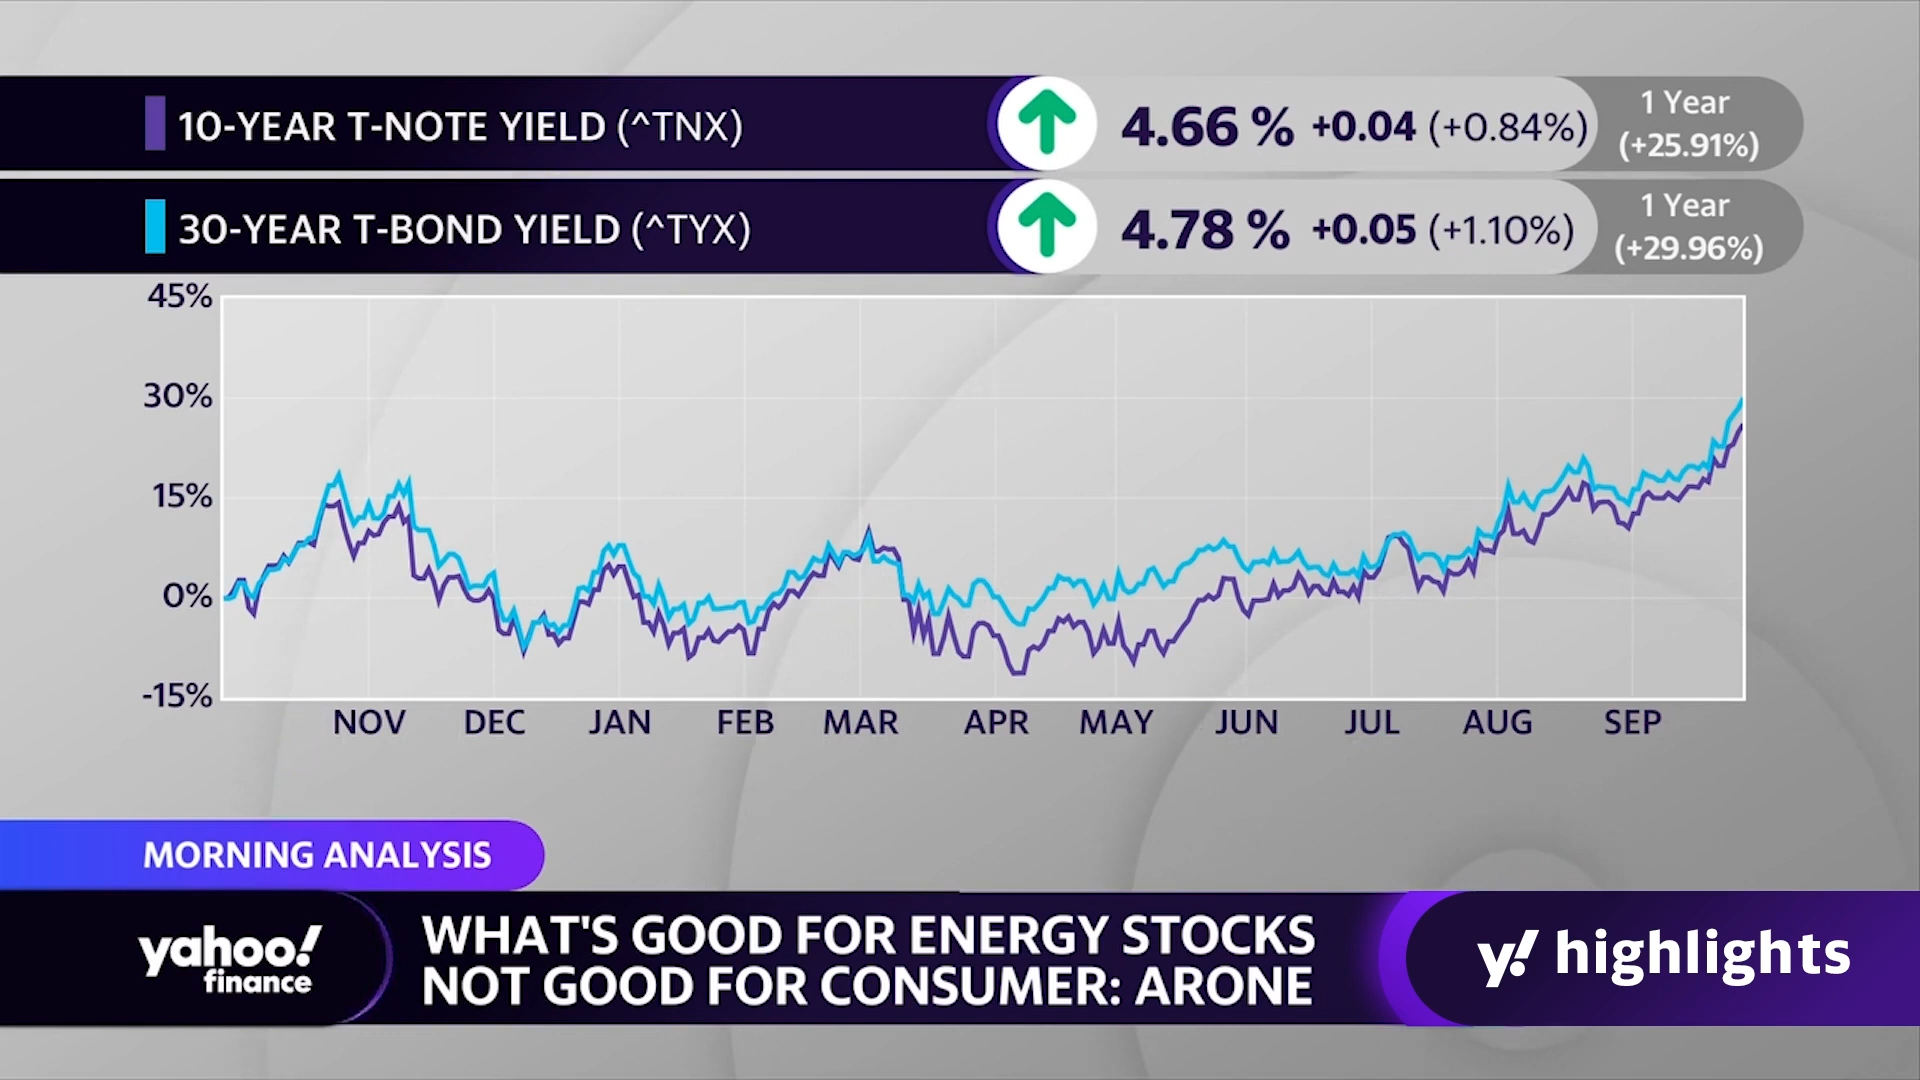 10-YEAR T-NOTE YIELD (^TNX) 4.66 % +0.04 (+0.84%) 1 Year (+25.91%)
30-YEAR T-BOND YIELD (^TYX) 4.78 % +0.05 (+1.10%) 1 Year (+29.96%)
45%
30%
15%
0%
-15%
NOV DEC JAN FEB MAR APR MAY JUN JUL AUG SEP
MORNING ANALYSIS
yahoo!
finance
WHAT'S GOOD FOR ENERGY STOCKS
NOT GOOD FOR CONSUMER: ARONE
y! highlights